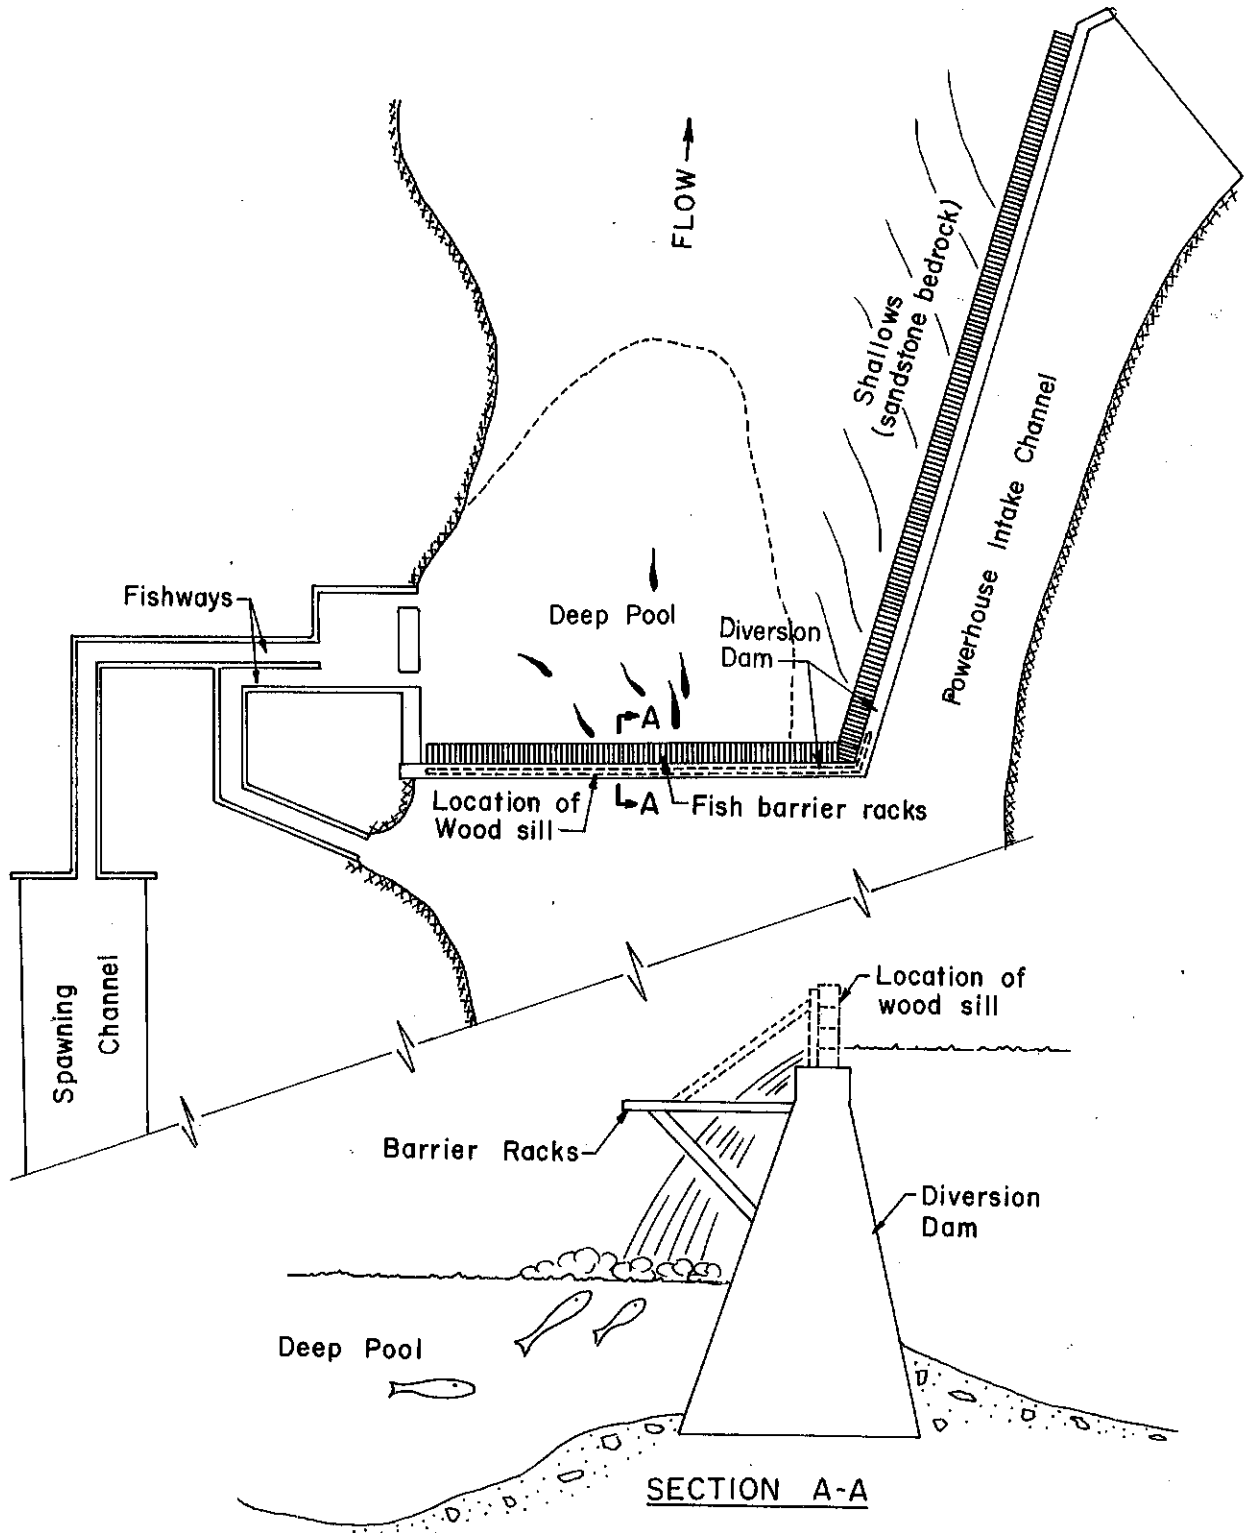 FLOW
Shallows
(sandstone bedrock)
Powerhouse Intake Channel
Fishways
Deep Pool
Diversion
Dam
A
A
Location of
Wood sill
Fish barrier racks
Spawning
Channel
Location of
wood sill
Barrier Racks
Diversion
Dam
Deep Pool
SECTION A-A